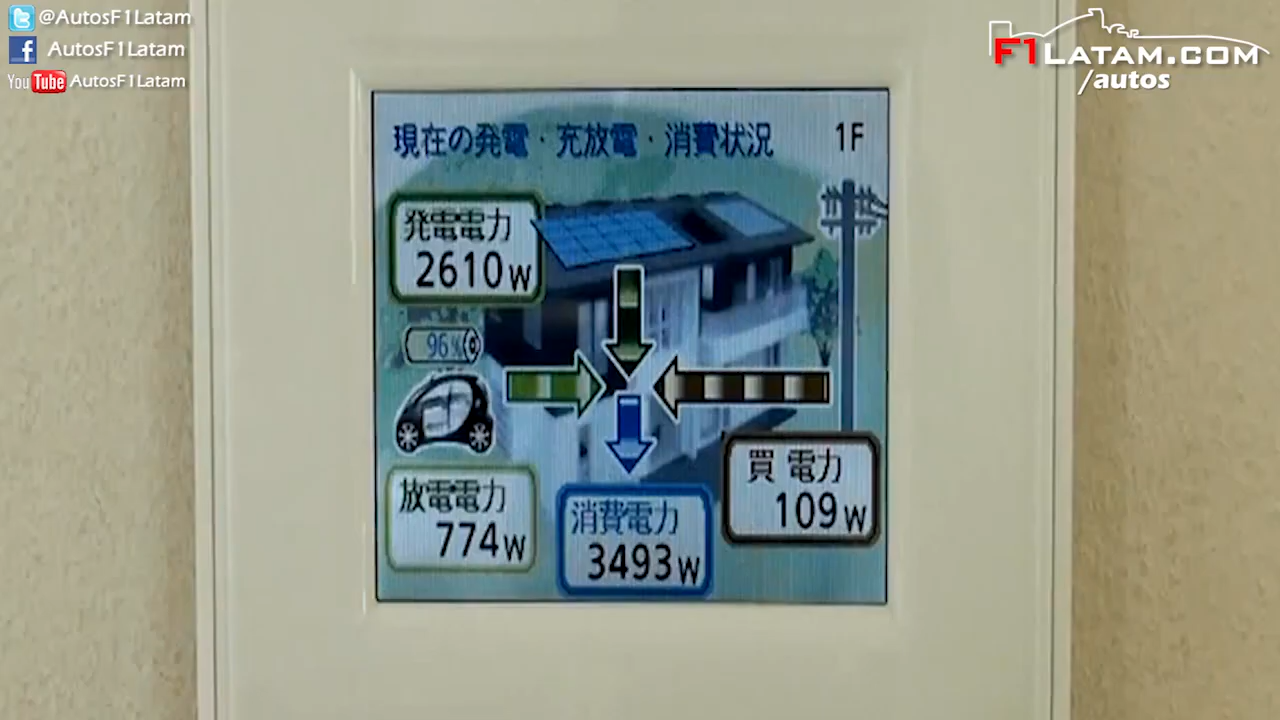 @AutosF1Latam
AutosF1Latam
You Tube AutosF1Latam
F1LATAM.COM
/autos
現在の発電・充放電・消費状況 1F
発電電力
2610W
96%
放電電力
774W
消費電力
3493W
買 電力
109W